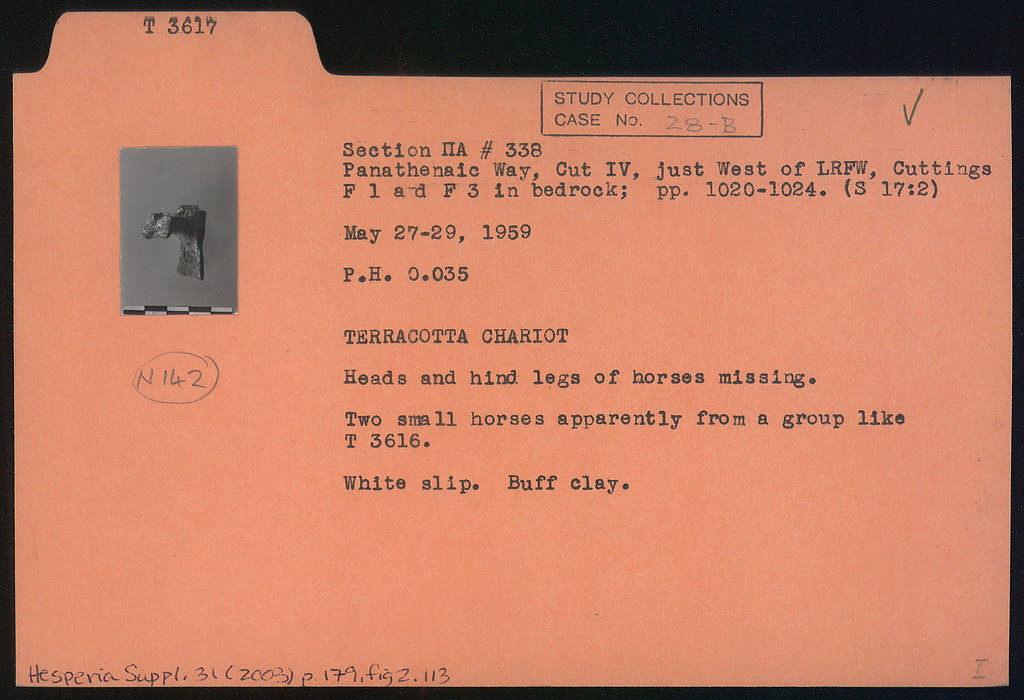 T 3617
STUDY COLLECTIONS
CASE No. 28-B
Section ΠΑ # 338
Panathenaic Way, Cut IV, just West of LRFW, Cuttings
F 1 a d F 3 in bedrock; pp. 1020-1024. (S 17:2)
May 27-29, 1959
P.H. 0.035
TERRACOTTA CHARIOT
N 142
Heads and hind legs of horses missing.
Two small horses apparently from a group like
T 3616.
White slip. Buff clay.
Hesperia Suppl. 31 (2003) p. 179, fig 2.113
I